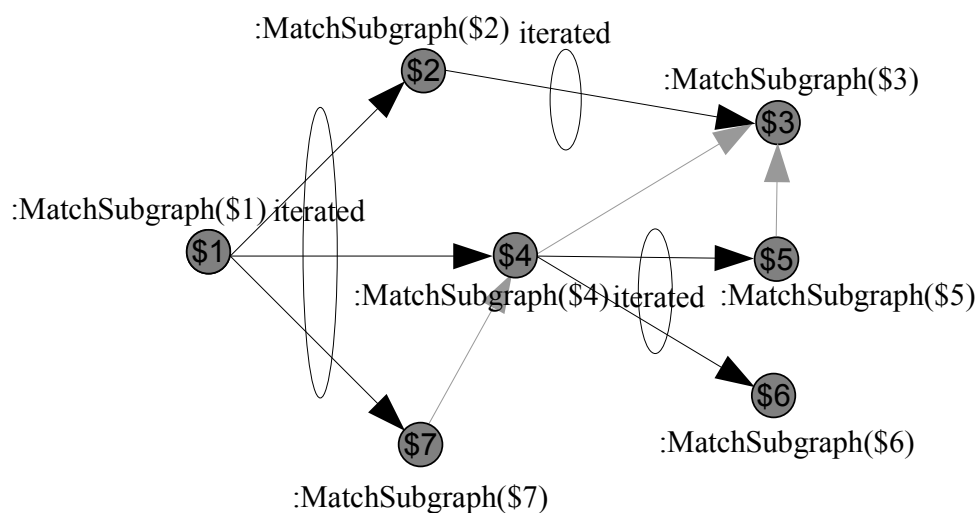 :MatchSubgraph($2) iterated
$2
:MatchSubgraph($3)
$3
:MatchSubgraph($1) iterated
$1
$4
$5
:MatchSubgraph($4) iterated
:MatchSubgraph($5)
$6
:MatchSubgraph($6)
$7
:MatchSubgraph($7)